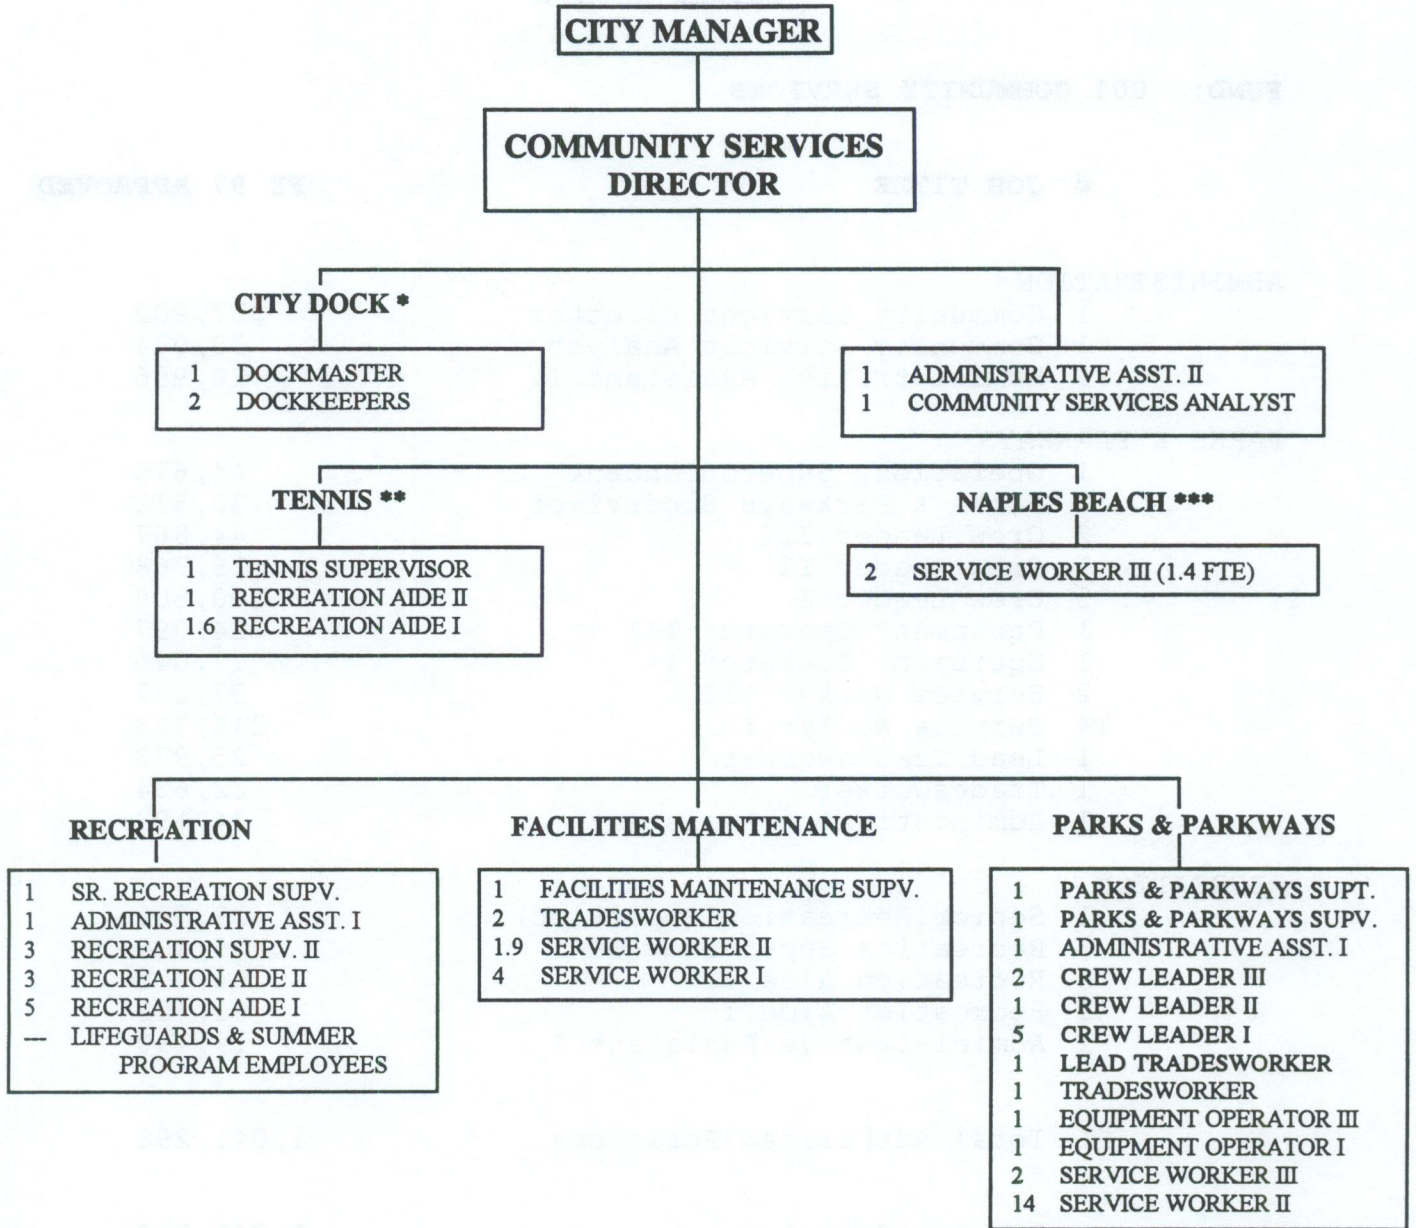 CITY MANAGER
COMMUNITY SERVICES
DIRECTOR
CITY DOCK *
1 DOCKMASTER
2 DOCKKEEPERS
1 ADMINISTRATIVE ASST. II
1 COMMUNITY SERVICES ANALYST
TENNIS **
1 TENNIS SUPERVISOR
1 RECREATION AIDE II
1.6 RECREATION AIDE I
NAPLES BEACH ***
2 SERVICE WORKER III (1.4 FTE)
RECREATION
1 SR. RECREATION SUPV.
1 ADMINISTRATIVE ASST. I
3 RECREATION SUPV. II
3 RECREATION AIDE II
5 RECREATION AIDE I
--- LIFEGUARDS & SUMMER
PROGRAM EMPLOYEES
FACILITIES MAINTENANCE
1 FACILITIES MAINTENANCE SUPV.
2 TRADESWORKER
1.9 SERVICE WORKER II
4 SERVICE WORKER I
PARKS & PARKWAYS
1 PARKS & PARKWAYS SUPT.
1 PARKS & PARKWAYS SUPV.
.5 ADMINISTRATIVE ASST. I
2 CREW LEADER III
1 CREW LEADER II
5 CREW LEADER I
1 LEAD TRADESWORKER
1 TRADESWORKER
1 EQUIPMENT OPERATOR III
1 EQUIPMENT OPERATOR I
2 SERVICE WORKER III
14 SERVICE WORKER II